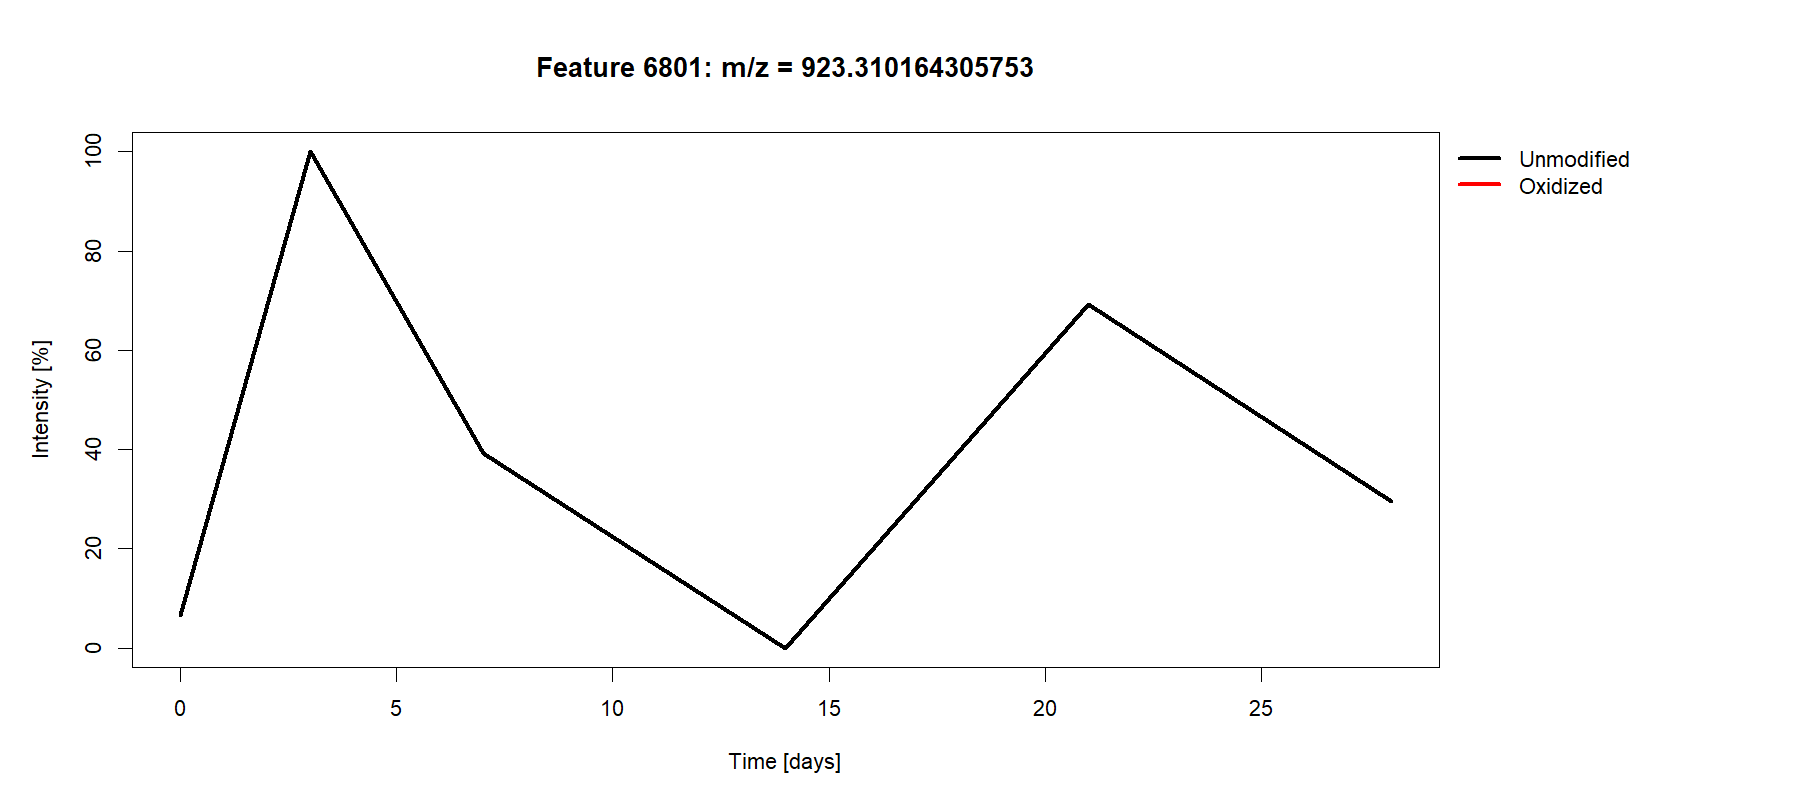 Feature 6801: m/z = 923.310164305753
Unmodified
Oxidized
Intensity [%]
100
80
60
40
20
0
0 5 10 15 20 25
Time [days]